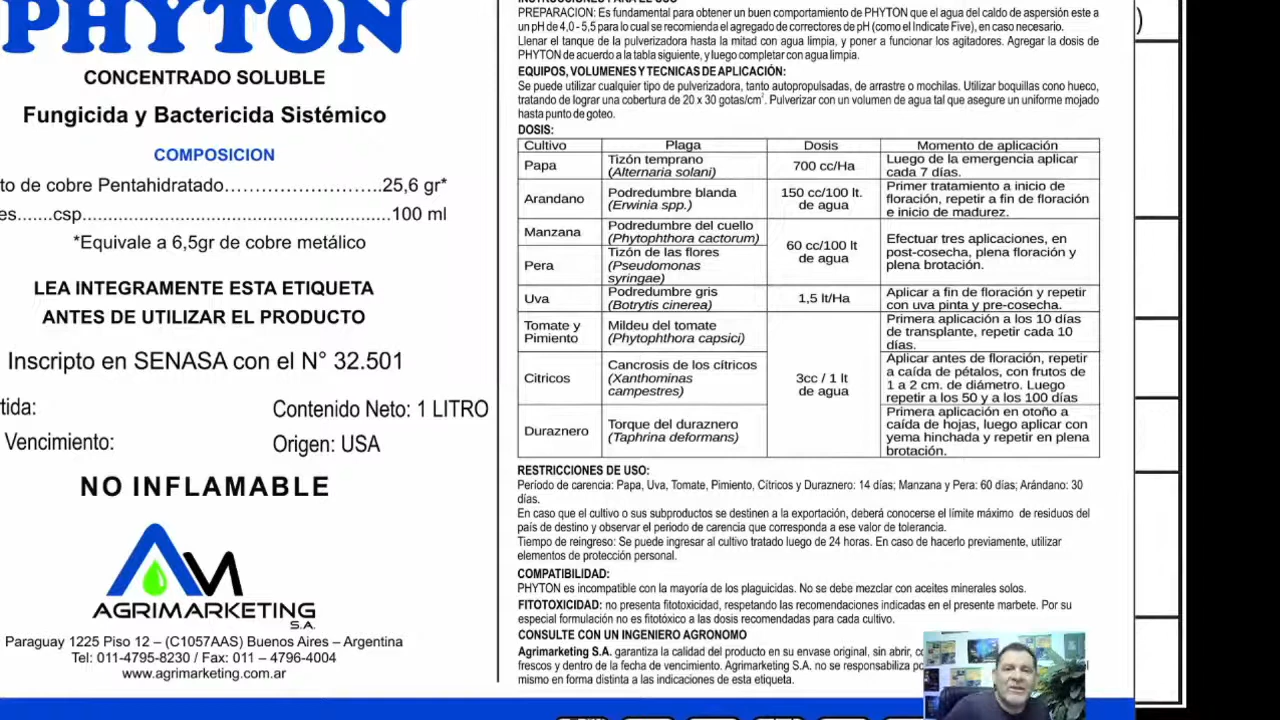 PHYTON
CONCENTRADO SOLUBLE
Fungicida y Bactericida Sistémico
COMPOSICION
to de cobre Pentahidratado……………………..25,6 gr*
es.......csp......................................................100 ml
*Equivale a 6,5gr de cobre metálico
LEA INTEGRAMENTE ESTA ETIQUETA
ANTES DE UTILIZAR EL PRODUCTO
Inscripto en SENASA con el N° 32.501
tida:
Contenido Neto: 1 LITRO
Vencimiento:
Origen: USA
NO INFLAMABLE
AM
AGRIMARKETING
S.A.
Paraguay 1225 Piso 12 – (C1057AAS) Buenos Aires – Argentina
Tel: 011-4795-8230 / Fax: 011 – 4796-4004
www.agrimarketing.com.ar
INSTRUCCIONES PARA EL USO
PREPARACION: Es fundamental para obtener un buen comportamiento de PHYTON que el agua del caldo de aspersión este a
un pH de 4,0 - 5,5 para lo cual se recomienda el agregado de correctores de pH (como el Indicate Five), en caso necesario.
Llenar el tanque de la pulverizadora hasta la mitad con agua limpia, y poner a funcionar los agitadores. Agregar la dosis de
PHYTON de acuerdo a la tabla siguiente, y luego completar con agua limpia.
EQUIPOS, VOLUMENES Y TECNICAS DE APLICACIÓN:
Se puede utilizar cualquier tipo de pulverizadora, tanto autopropulsadas, de arrastre o mochilas. Utilizar boquillas cono hueco,
tratando de lograr una cobertura de 20 x 30 gotas/cm². Pulverizar con un volumen de agua tal que asegure un uniforme mojado
hasta punto de goteo.
DOSIS:
Cultivo Plaga Dosis Momento de aplicación
Papa
Tizón temprano
(Alternaria solani)
700 cc/Ha
Luego de la emergencia aplicar
cada 7 días.
Arandano
Podredumbre blanda
(Erwinia spp.)
150 cc/100 lt.
de agua
Primer tratamiento a inicio de
floración, repetir a fin de floración
e inicio de madurez.
Manzana
Podredumbre del cuello
(Phytophthora cactorum)
Pera
Tizón de las flores
(Pseudomonas
syringae)
60 cc/100 lt
de agua
Efectuar tres aplicaciones, en
post-cosecha, plena floración y
plena brotación.
Uva
Podredumbre gris
(Botrytis cinerea)
1,5 lt/Ha
Aplicar a fin de floración y repetir
con uva pinta y pre-cosecha.
Tomate y
Pimiento
Mildeu del tomate
(Phytophthora capsici)
Primera aplicación a los 10 días
de transplante, repetir cada 10
días.
Citricos
Cancrosis de los cítricos
(Xanthominas
campestres)
3cc / 1 lt
de agua
Aplicar antes de floración, repetir
a caída de pétalos, con frutos de
1 a 2 cm. de diámetro. Luego
repetir a los 50 y a los 100 días
Duraznero
Torque del duraznero
(Taphrina deformans)
Primera aplicación en otoño a
caída de hojas, luego aplicar con
yema hinchada y repetir en plena
brotación.
RESTRICCIONES DE USO:
Período de carencia: Papa, Uva, Tomate, Pimiento, Cítricos y Duraznero: 14 días; Manzana y Pera: 60 días; Arándano: 30
días.
En caso que el cultivo o sus subproductos se destinen a la exportación, deberá conocerse el límite máximo de residuos del
país de destino y observar el periodo de carencia que corresponda a ese valor de tolerancia.
Tiempo de reingreso: Se puede ingresar al cultivo tratado luego de 24 horas. En caso de hacerlo previamente, utilizar
elementos de protección personal.
COMPATIBILIDAD:
PHYTON es incompatible con la mayoría de los plaguicidas. No se debe mezclar con aceites minerales solos.
FITOTOXICIDAD: no presenta fitotoxicidad, respetando las recomendaciones indicadas en el presente marbete. Por su
especial formulación no es fitotóxico a las dosis recomendadas para cada cultivo.
CONSULTE CON UN INGENIERO AGRONOMO
Agrimarketing S.A. garantiza la calidad del producto en su envase original, sin abrir,
frescos y dentro de la fecha de vencimiento. Agrimarketing S.A. no se responsabiliza
mismo en forma distinta a las indicaciones de esta etiqueta.
)